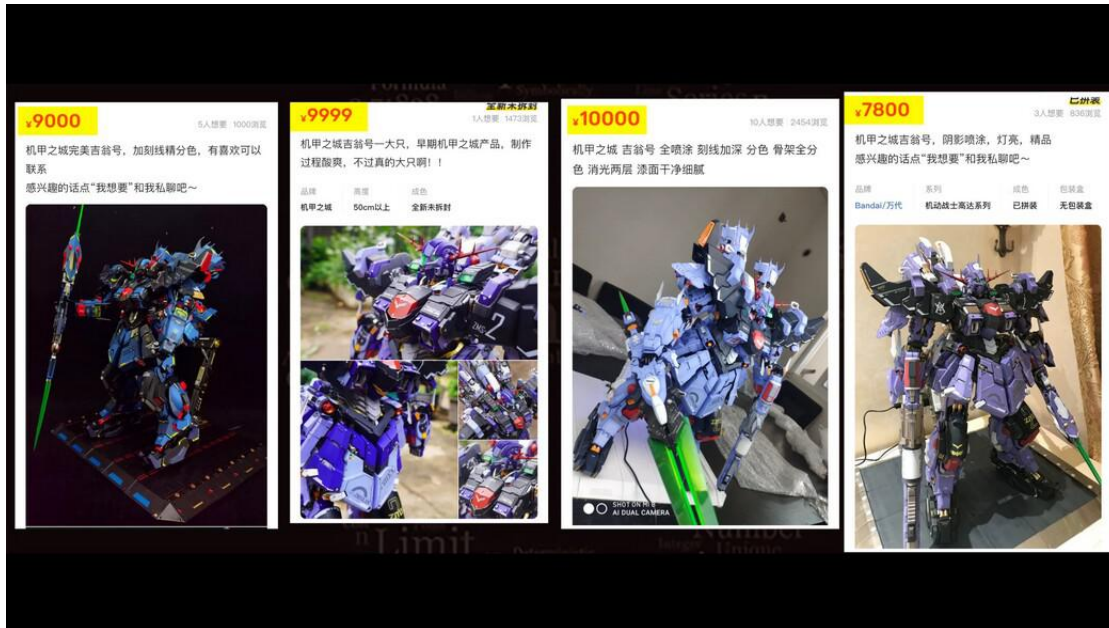 ¥9000
5人想要 1000浏览
机甲之城完美吉翁号，加刻线精分色，有喜欢可以
联系
感兴趣的话点“我想要”和我私聊吧～
全新未拆封
¥9999
1人想要 1473浏览
机甲之城吉翁号一大只，早期机甲之城产品，制作
过程酸爽，不过真的大只啊！！
品牌 高度 成色
机甲之城 50cm以上 全新未拆封
ZMS
2
¥10000
10人想要 2454浏览
机甲之城 吉翁号 全喷涂 刻线加深 分色 骨架全分
色 消光两层 漆面干净细腻
SHOT ON MI 6
AI DUAL CAMERA
已拼装
¥7800
3人想要 836浏览
机甲之城吉翁号，阴影喷涂，灯亮，精品
感兴趣的话点“我想要”和我私聊吧～
品牌 系列 成色 包装盒
Bandai/万代 机动战士高达系列 已拼装 无包装盒
Formula
Symbolically
Series
n
Limit
Deterministic
Integer
Number
Unique